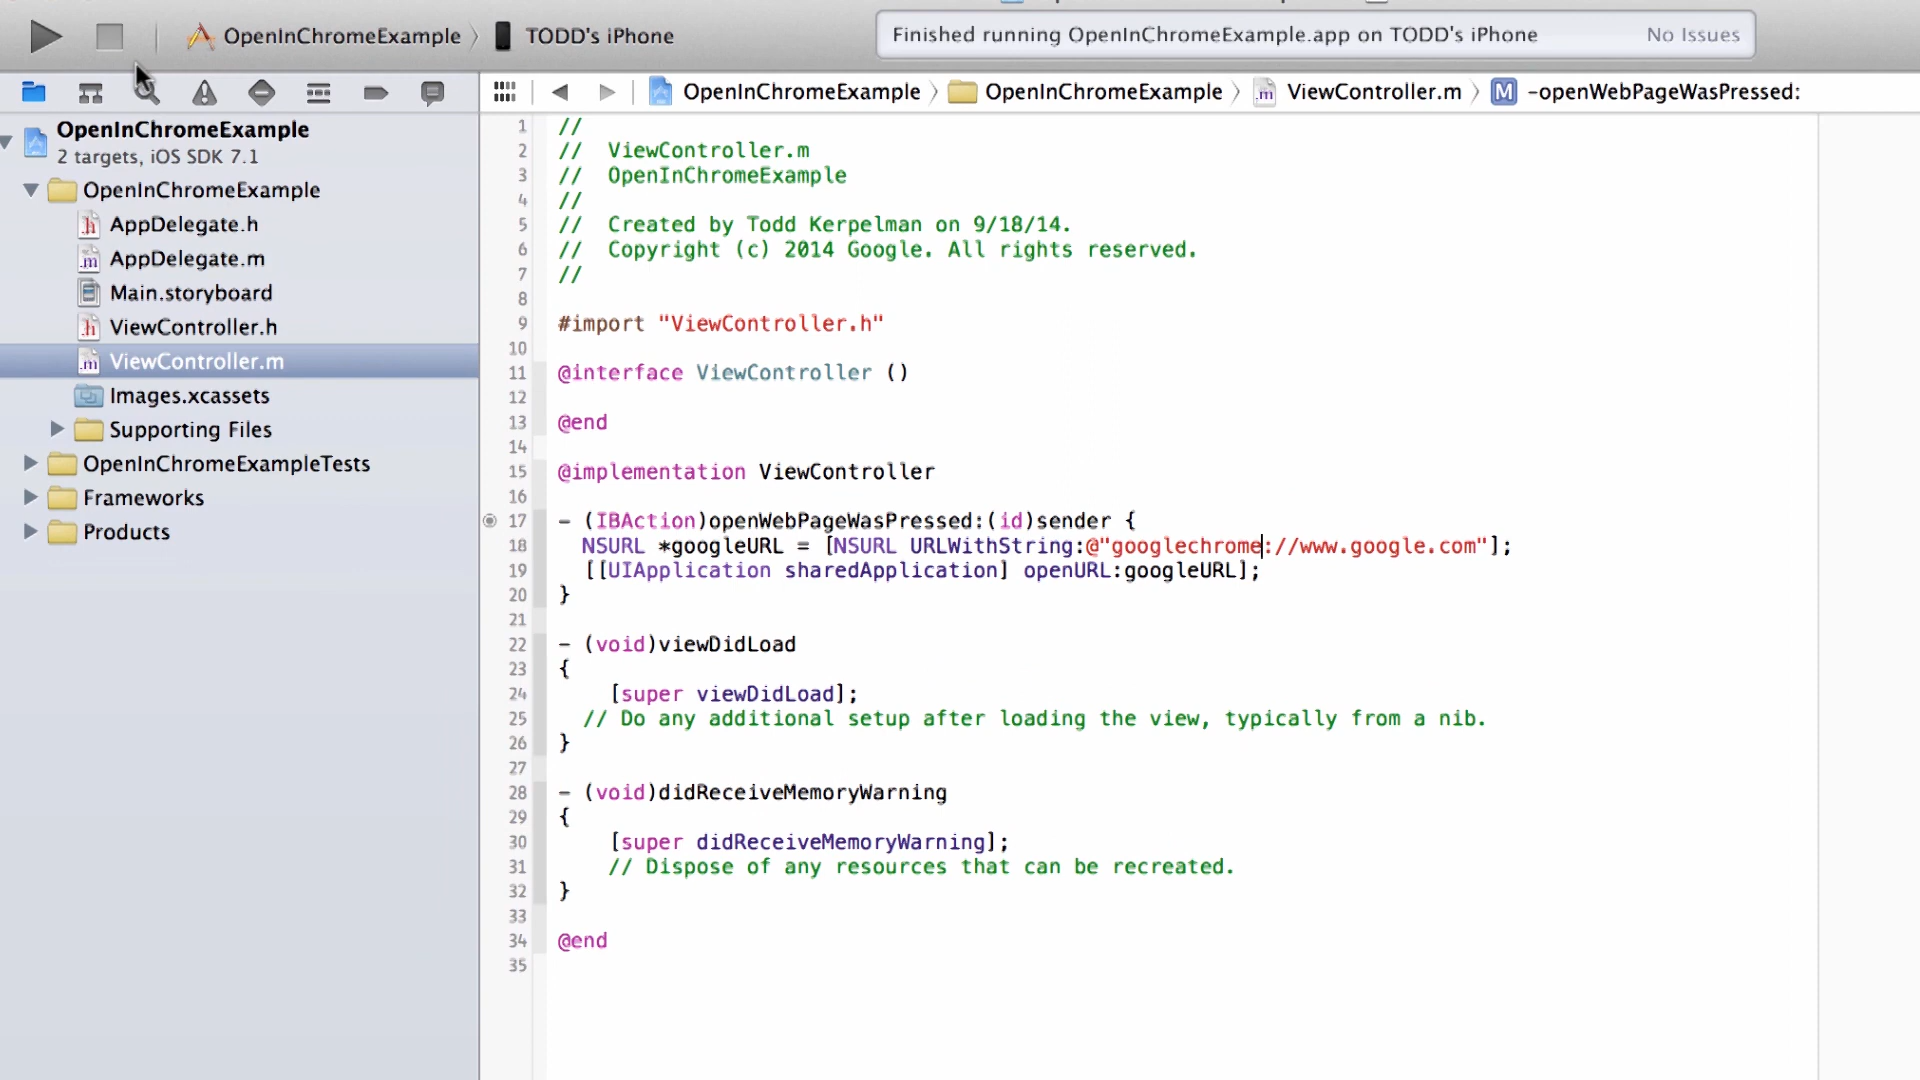 OpenInChromeExample 〉 TODD's iPhone
Finished running OpenInChromeExample.app on TODD's iPhone No Issues
OpenInChromeExample 〉 OpenInChromeExample 〉 ViewController.m 〉 M -openWebPageWasPressed:
OpenInChromeExample
2 targets, iOS SDK 7.1
OpenInChromeExample
h AppDelegate.h
m AppDelegate.m
Main.storyboard
h ViewController.h
m ViewController.m
Images.xcassets
Supporting Files
OpenInChromeExampleTests
Frameworks
Products
1 //
2 //  ViewController.m
3 //  OpenInChromeExample
4 //
5 //  Created by Todd Kerpelman on 9/18/14.
6 //  Copyright (c) 2014 Google. All rights reserved.
7 //
8
9 #import "ViewController.h"
10
11 @interface ViewController ()
12
13 @end
14
15 @implementation ViewController
16
17 - (IBAction)openWebPageWasPressed:(id)sender {
18   NSURL *googleURL = [NSURL URLWithString:@"googlechrome://www.google.com"];
19   [[UIApplication sharedApplication] openURL:googleURL];
20 }
21
22 - (void)viewDidLoad
23 {
24     [super viewDidLoad];
25   // Do any additional setup after loading the view, typically from a nib.
26 }
27
28 - (void)didReceiveMemoryWarning
29 {
30     [super didReceiveMemoryWarning];
31     // Dispose of any resources that can be recreated.
32 }
33
34 @end
35